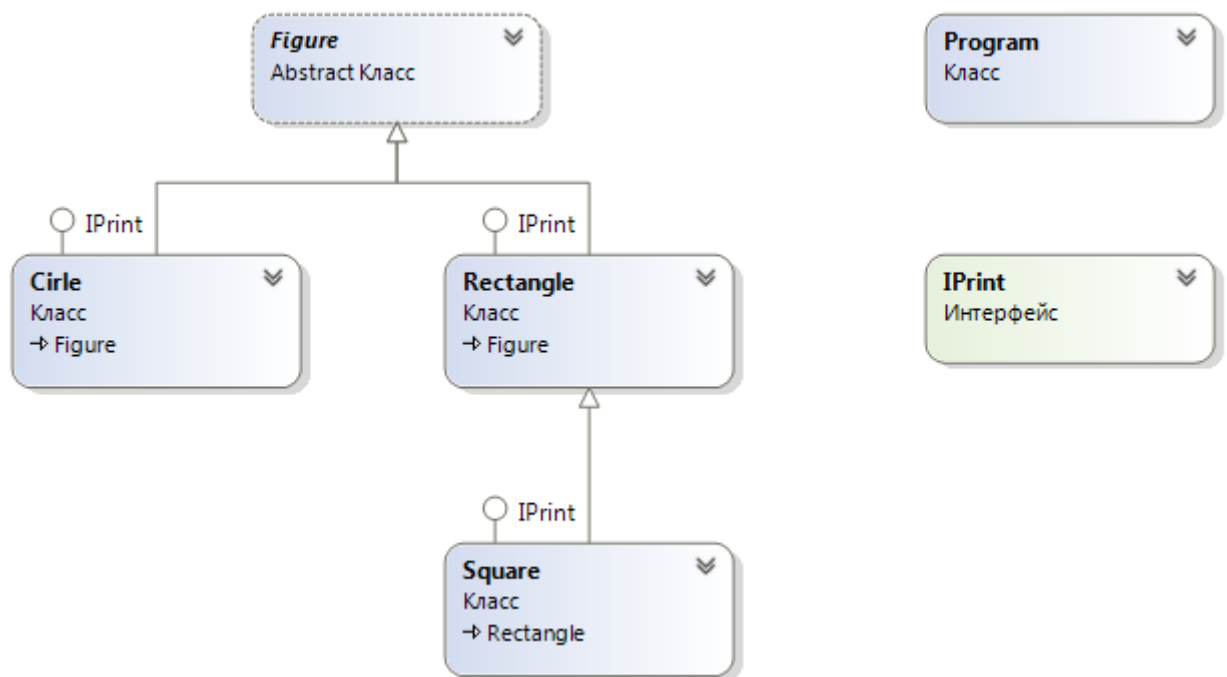 Figure
Abstract Класс
Program
Класс
IPrint
IPrint
Cirle
Класс
Figure
Rectangle
Класс
Figure
IPrint
Интерфейс
IPrint
Square
Класс
Rectangle